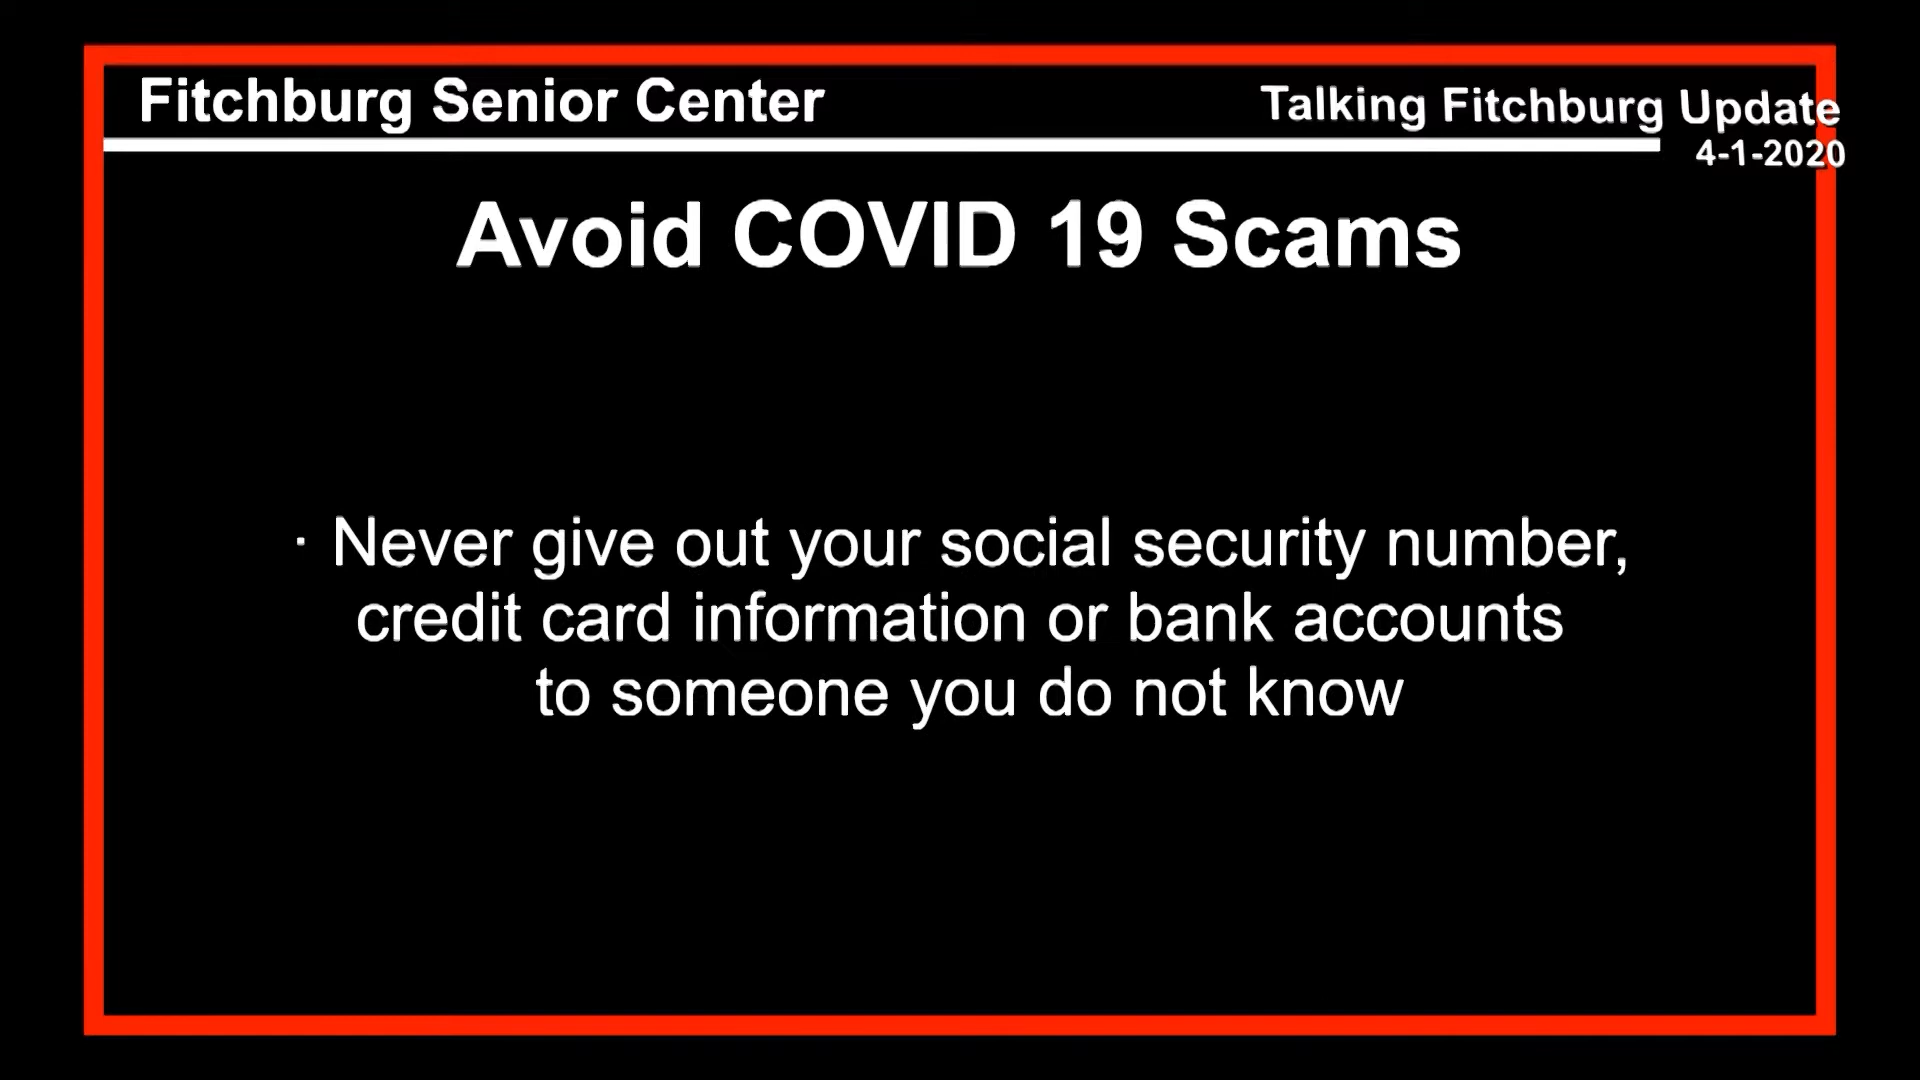 Fitchburg Senior Center
Talking Fitchburg Update
4-1-2020
Avoid COVID 19 Scams
· Never give out your social security number,
credit card information or bank accounts
to someone you do not know